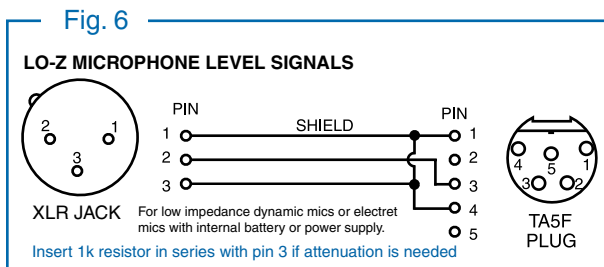 Fig. 6
LO-Z MICROPHONE LEVEL SIGNALS
PIN
SHIELD
PIN
1
1
2
2
3
3
4
5
2
1
3
4
5
1
3
2
XLR JACK
For low impedance dynamic mics or electret
mics with internal battery or power supply.
TA5F
PLUG
Insert 1k resistor in series with pin 3 if attenuation is needed